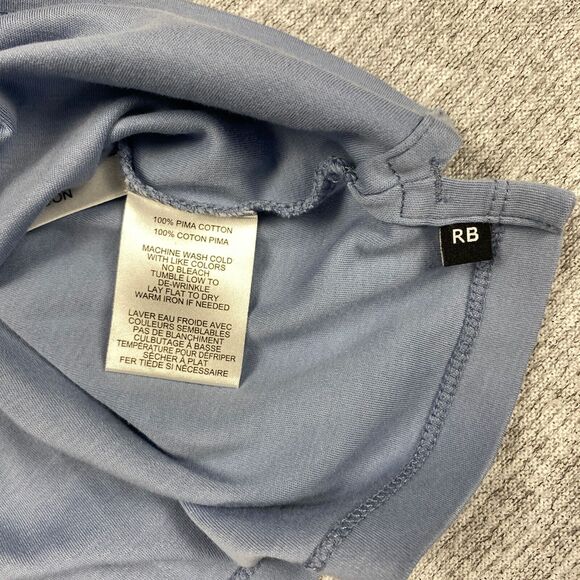 100% PIMA COTTON
100% COTON PIMA
MACHINE WASH COLD
WITH LIKE COLORS
NO BLEACH
TUMBLE LOW TO
DE-WRINKLE
LAY FLAT TO DRY
WARM IRON IF NEEDED
LAVER EAU FROIDE AVEC
COULEURS SEMBLABLES
PAS DE BLANCHIMENT
CULBUTAGE À BASSE
TEMPÉRATURE POUR DÉFRIPER
SÉCHER À PLAT
FER TIÈDE SI NÉCESSAIRE
RB